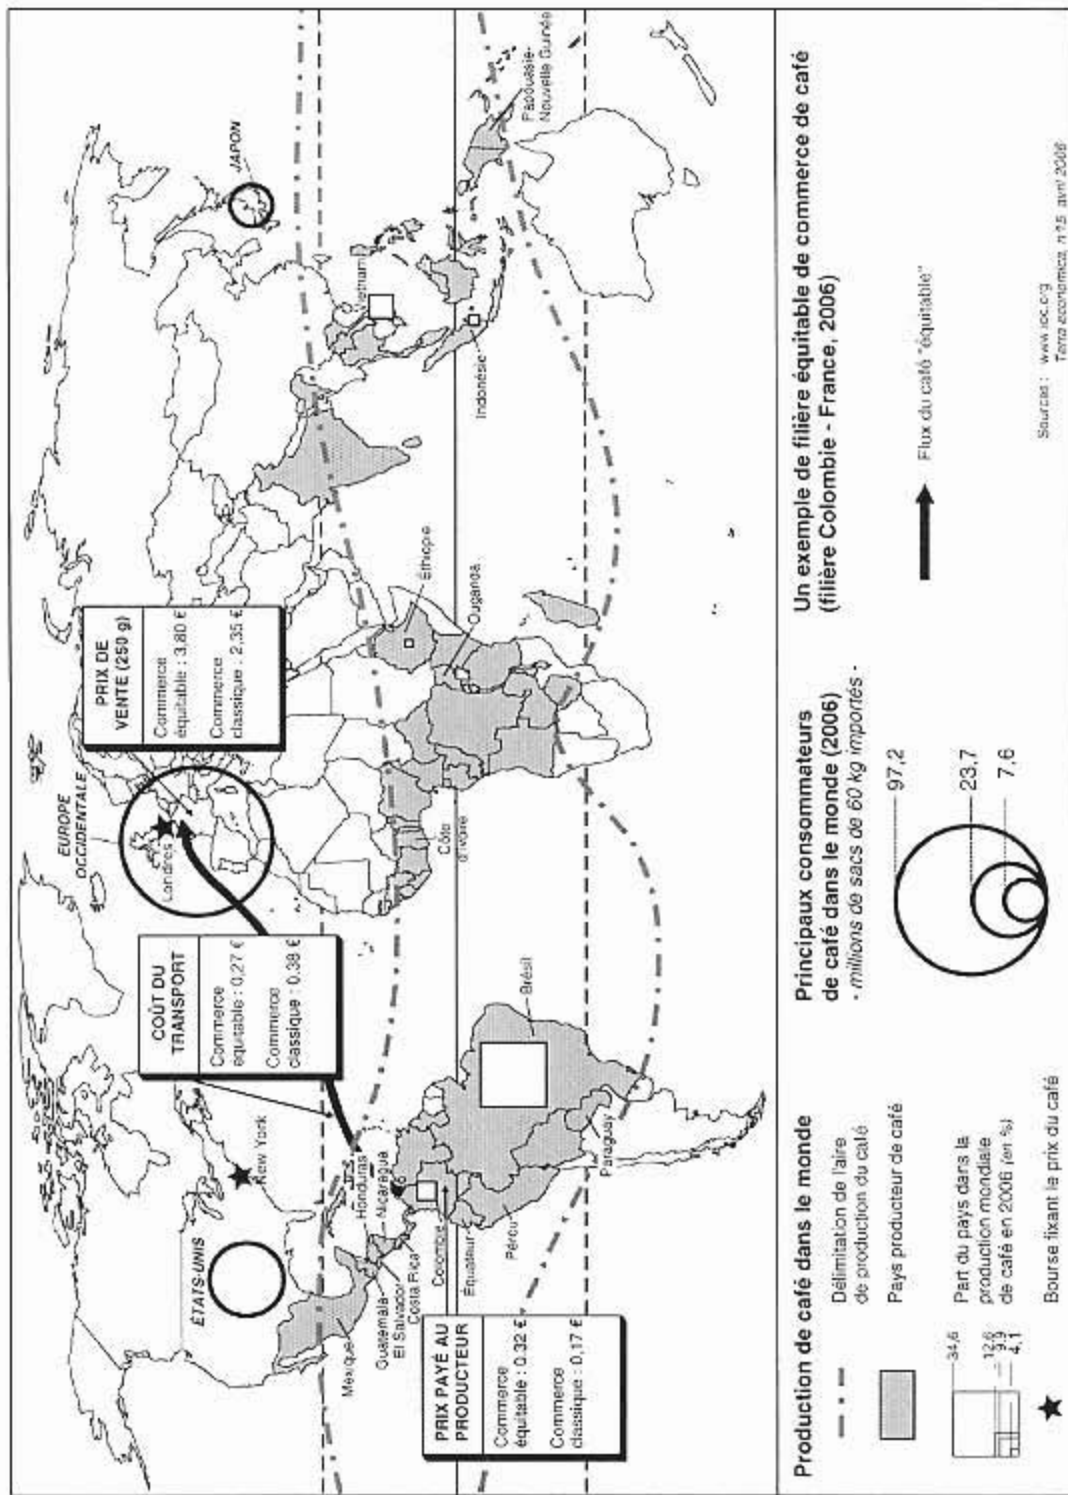 JAPON
EUROPE
OCCIDENTALE
Londres
PRIX DE
VENTE (250 g)
Commerce
équitable : 3,80 €
Commerce
classique : 2,35 €
COÛT DU
TRANSPORT
Commerce
équitable : 0,27 €
Commerce
classique : 0,38 €
ÉTATS-UNIS
New York
Mexique
Guatemala
El Salvador
Costa Rica
Honduras
Nicaragua
Colombie
Équateur
Pérou
Paraguay
Brésil
PRIX PAYÉ AU
PRODUCTEUR
Commerce
équitable : 0,32 €
Commerce
classique : 0,17 €
Côte
d'Ivoire
Éthiopie
Ouganda
Vietnam
Indonésie
Papouasie-
Nouvelle Guinée
Production de café dans le monde
Délimitation de l'aire
de production du café
Pays producteur de café
34,6
12,6
9,9
4,1
Part du pays dans la
production mondiale
de café en 2006 (en %)
Bourse fixant le prix du café
Principaux consommateurs
de café dans le monde (2006)
- millions de sacs de 60 kg importés -
97,2
23,7
7,6
Un exemple de filière équitable de commerce de café
(filière Colombie - France, 2006)
Flux du café "équitable"
Sources : www.ioc.org
Terra economica, n°15 avril 2006